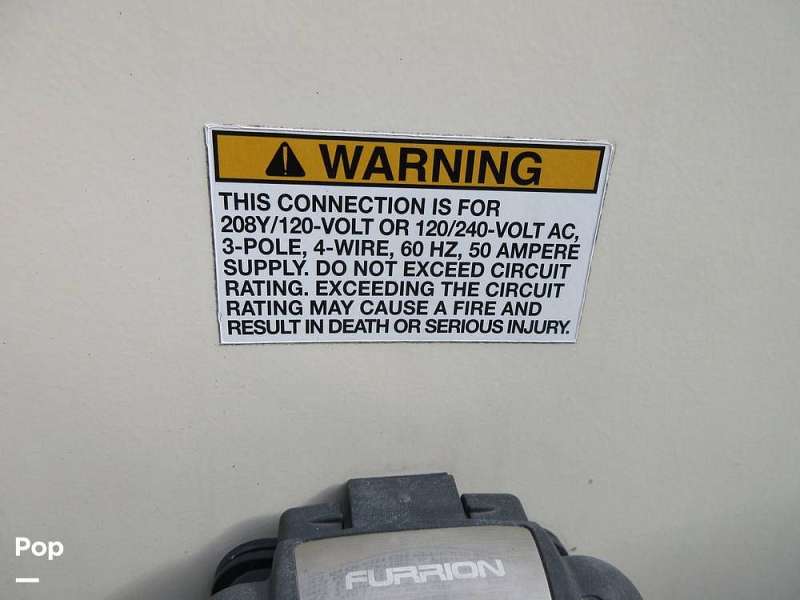 WARNING
THIS CONNECTION IS FOR
208Y/120-VOLT OR 120/240-VOLT AC,
3-POLE, 4-WIRE, 60 HZ, 50 AMPERE
SUPPLY. DO NOT EXCEED CIRCUIT
RATING. EXCEEDING THE CIRCUIT
RATING MAY CAUSE A FIRE AND
RESULT IN DEATH OR SERIOUS INJURY.
Pop
FURRION